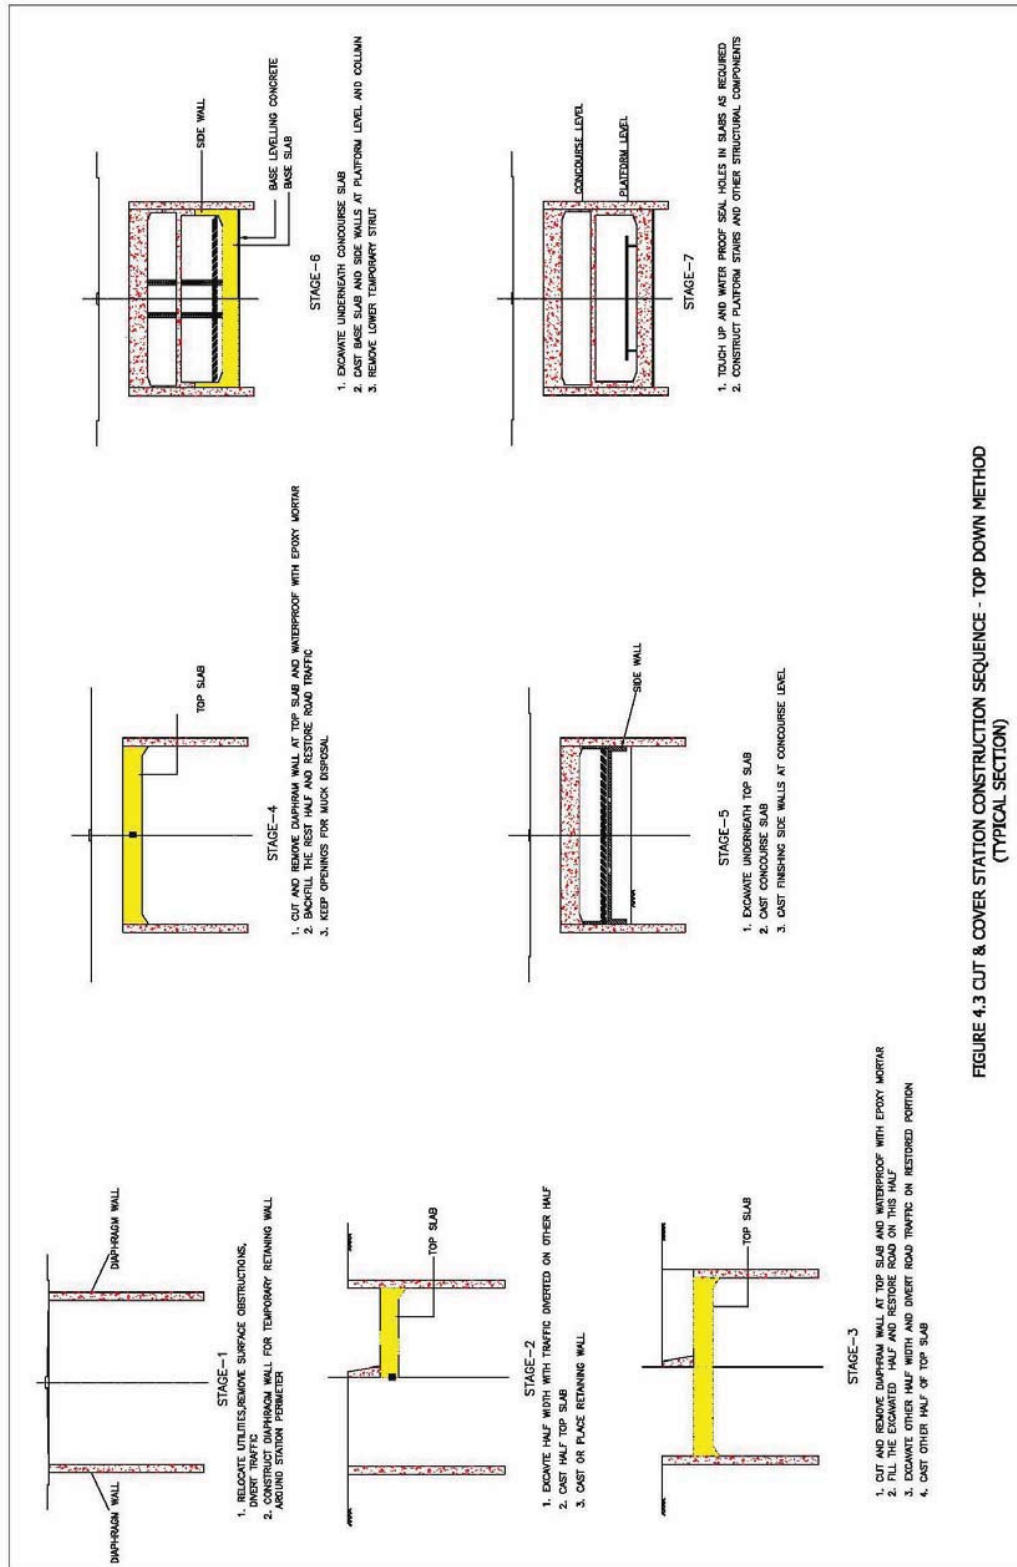 DIAPHRAGM WALL
DIAPHRAGM WALL
STAGE-1
1. RELOCATE UTILITIES,REMOVE SURFACE OBSTRUCTIONS,
DIVERT TRAFFIC
2. CONSTRUCT DIAPHRAGM WALL FOR TEMPORARY RETANING WALL
AROUND STATION PERIMETER
TOP SLAB
STAGE-2
1. EXCAVTE HALF WIDTH WITH TRAFFIC DIVERTED ON OTHER HALF
2. CAST HALF TOP SLAB
3. CAST OR PLACE RETAINING WALL
TOP SLAB
STAGE-3
1. CUT AND REMOVE DIAPHRAM WALL AT TOP SLAB AND WATERPROOF WITH EPOXY MORTAR
2. FILL THE EXCAVATED HALF AND RESTORE ROAD ON THIS HALF
3. EXCAVATE OTHER HALF WIDTH AND DIVERT ROAD TRAFFIC ON RESTORED PORTION
4. CAST OTHER HALF OF TOP SLAB
TOP SLAB
STAGE-4
1. CUT AND REMOVE DIAPHRAM WALL AT TOP SLAB AND WATERPROOF WITH EPOXY MORTAR
2. BACKFILL THE REST HALF AND RESTORE ROAD TRAFFIC
3. KEEP OPENINGS FOR MUCK DISPOSAL
SIDE WALL
STAGE-5
1. EXCAVATE UNDERNEATH TOP SLAB
2. CAST CONCOURSE SLAB
3. CAST FINISHING SIDE WALLS AT CONCOURSE LEVEL
SIDE WALL
BASE LEVELLING CONCRETE
BASE SLAB
STAGE-6
1. EXCAVATE UNDERNEATH CONCOURSE SLAB
2. CAST BASE SLAB AND SIDE WALLS AT PLATFORM LEVEL AND COLUMN
3. REMOVE LOWER TEMPORARY STRUT
CONCOURSE LEVEL
PLATFORM LEVEL
STAGE-7
1. TOUCH UP AND WATER PROOF SEAL HOLES IN SLABS AS REQUIRED
2. CONSTRUCT PLATFORM STAIRS AND OTHER STRUCTURAL COMPONENTS
FIGURE 4.3 CUT & COVER STATION CONSTRUCTION SEQUENCE - TOP DOWN METHOD
(TYPICAL SECTION)